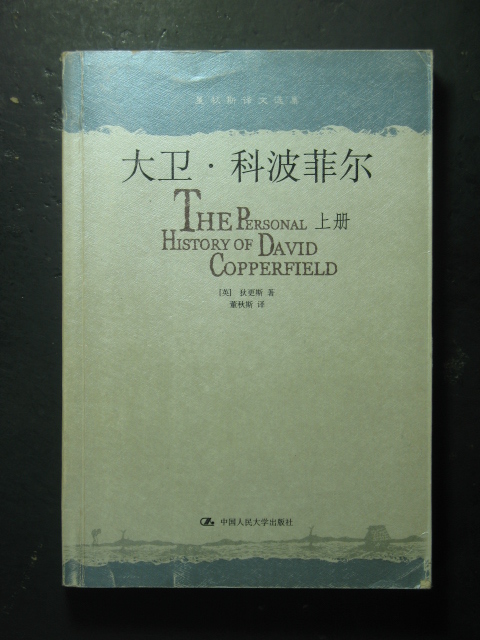 董秋斯译文选集
大卫·科波菲尔
THE PERSONAL 上册
HISTORY OF DAVID
COPPERFIELD
[英] 狄更斯 著
董秋斯 译
中国人民大学出版社